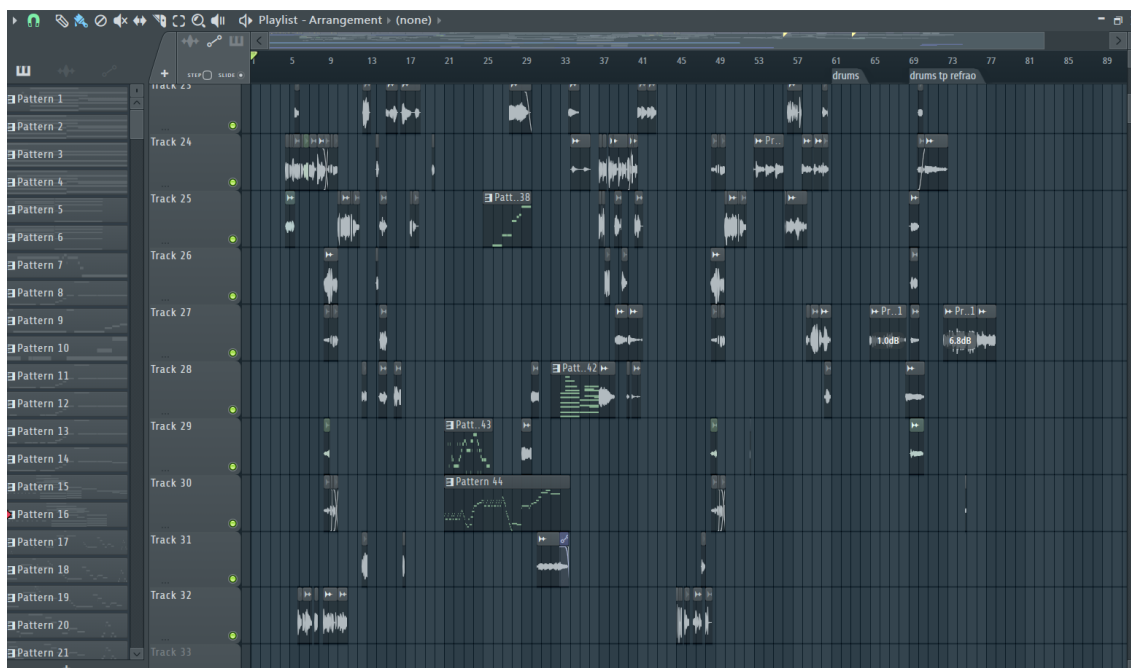 Playlist - Arrangement ▸ (none) ▸
STEP SLIDE
5 9 13 17 21 25 29 33 37 41 45 49 53 57 61 65 69 73 77 81 85 89
drums drums tp refrao
Pattern 1
Pattern 2
Pattern 3
Pattern 4
Pattern 5
Pattern 6
Pattern 7
Pattern 8
Pattern 9
Pattern 10
Pattern 11
Pattern 12
Pattern 13
Pattern 14
Pattern 15
Pattern 16
Pattern 17
Pattern 18
Pattern 19
Pattern 20
Pattern 21
Track 23
Track 24
Pr..
Track 25
Patt..38
Track 26
Track 27
Pr..1 Pr..1
1.0dB 6.8dB
Track 28
Patt..42
Track 29
Patt..43
Track 30
Pattern 44
Track 31
Track 32
Track 33